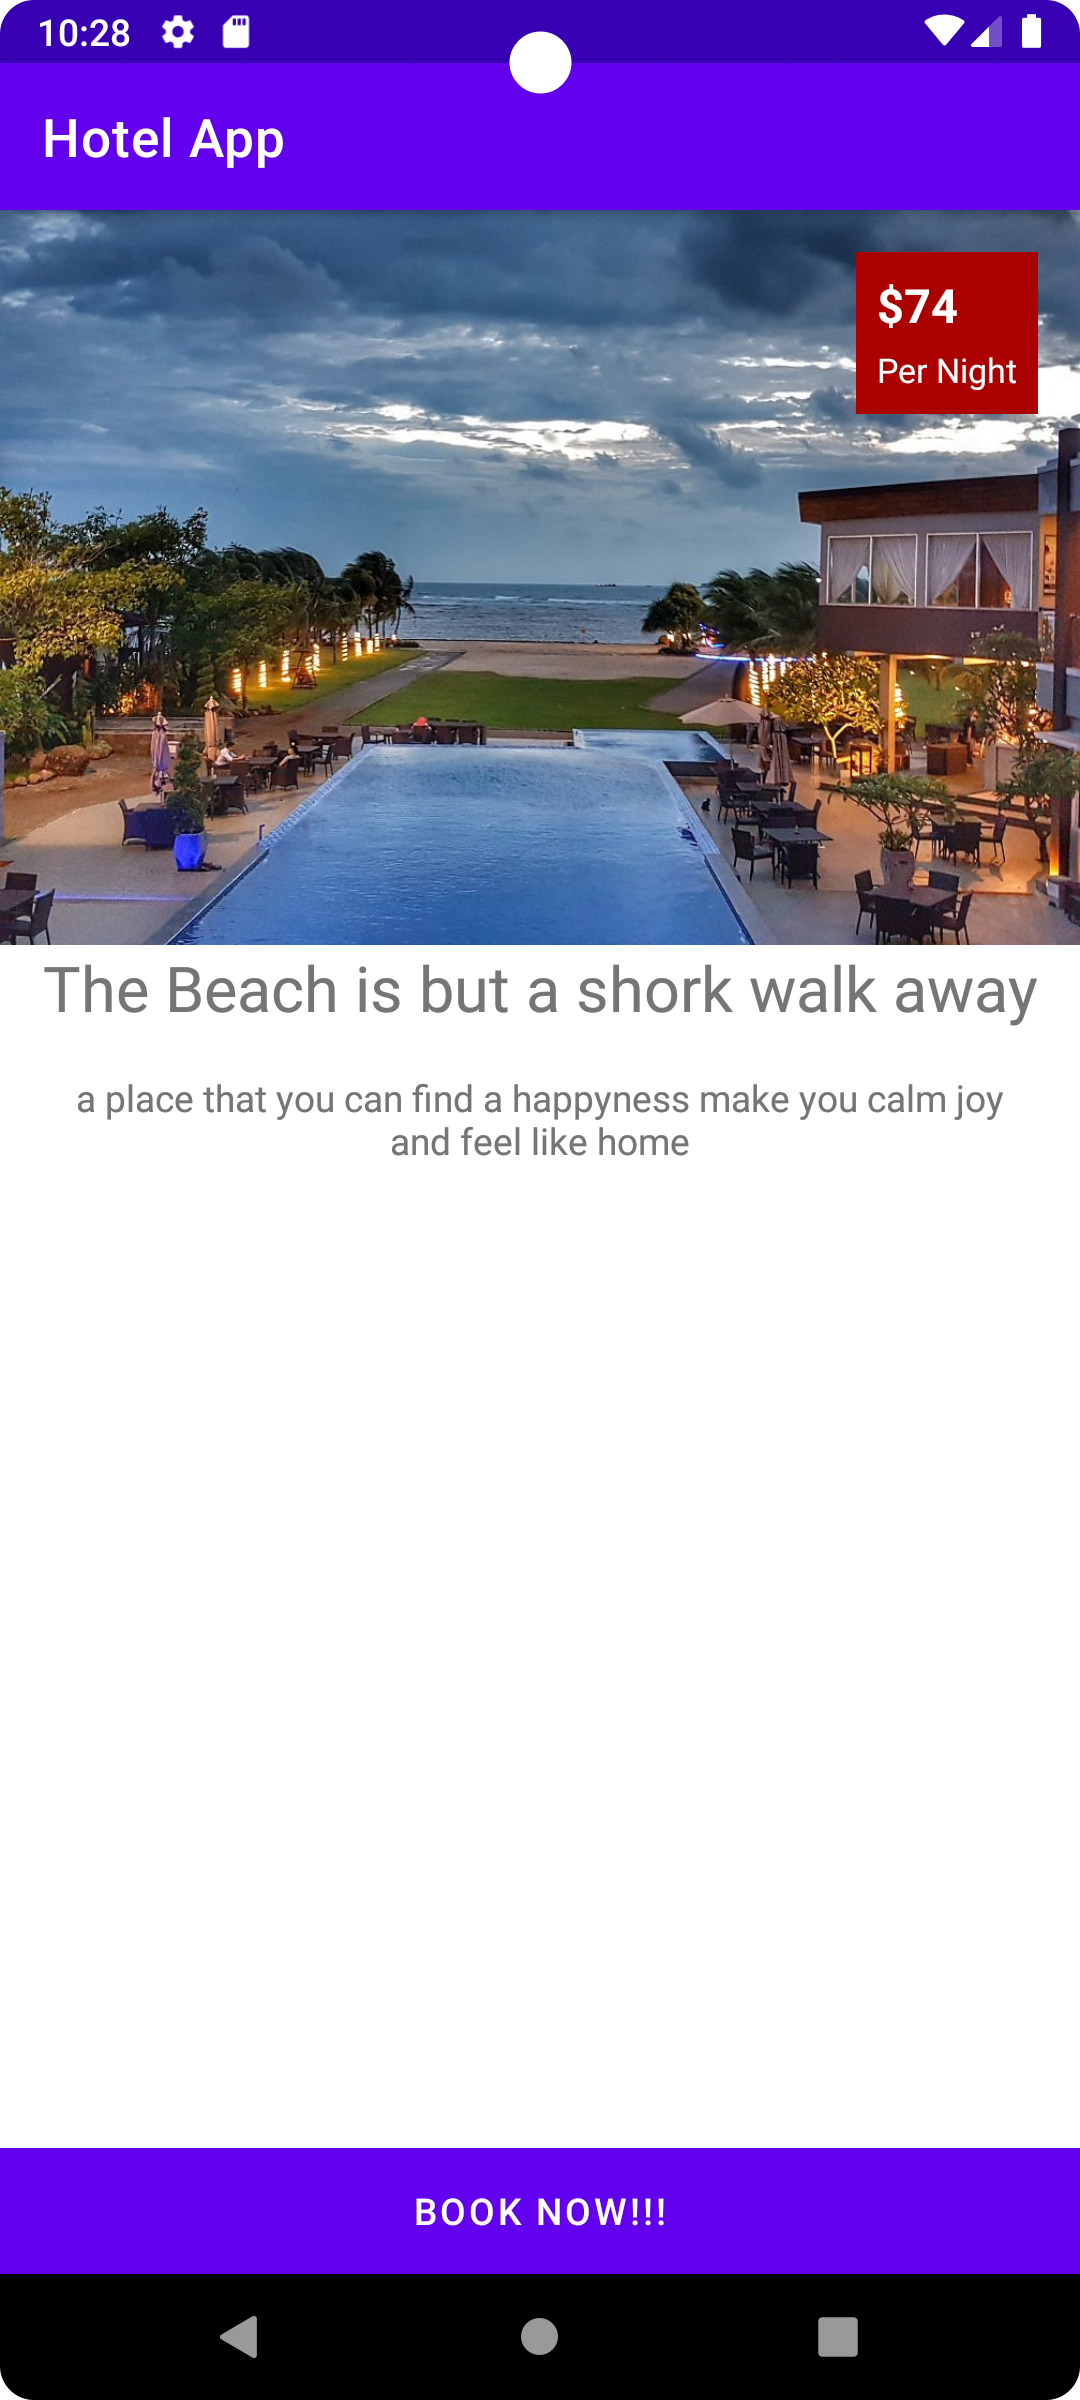 10:28
Hotel App
$74
Per Night
The Beach is but a shork walk away
a place that you can find a happyness make you calm joy
and feel like home
BOOK NOW!!!